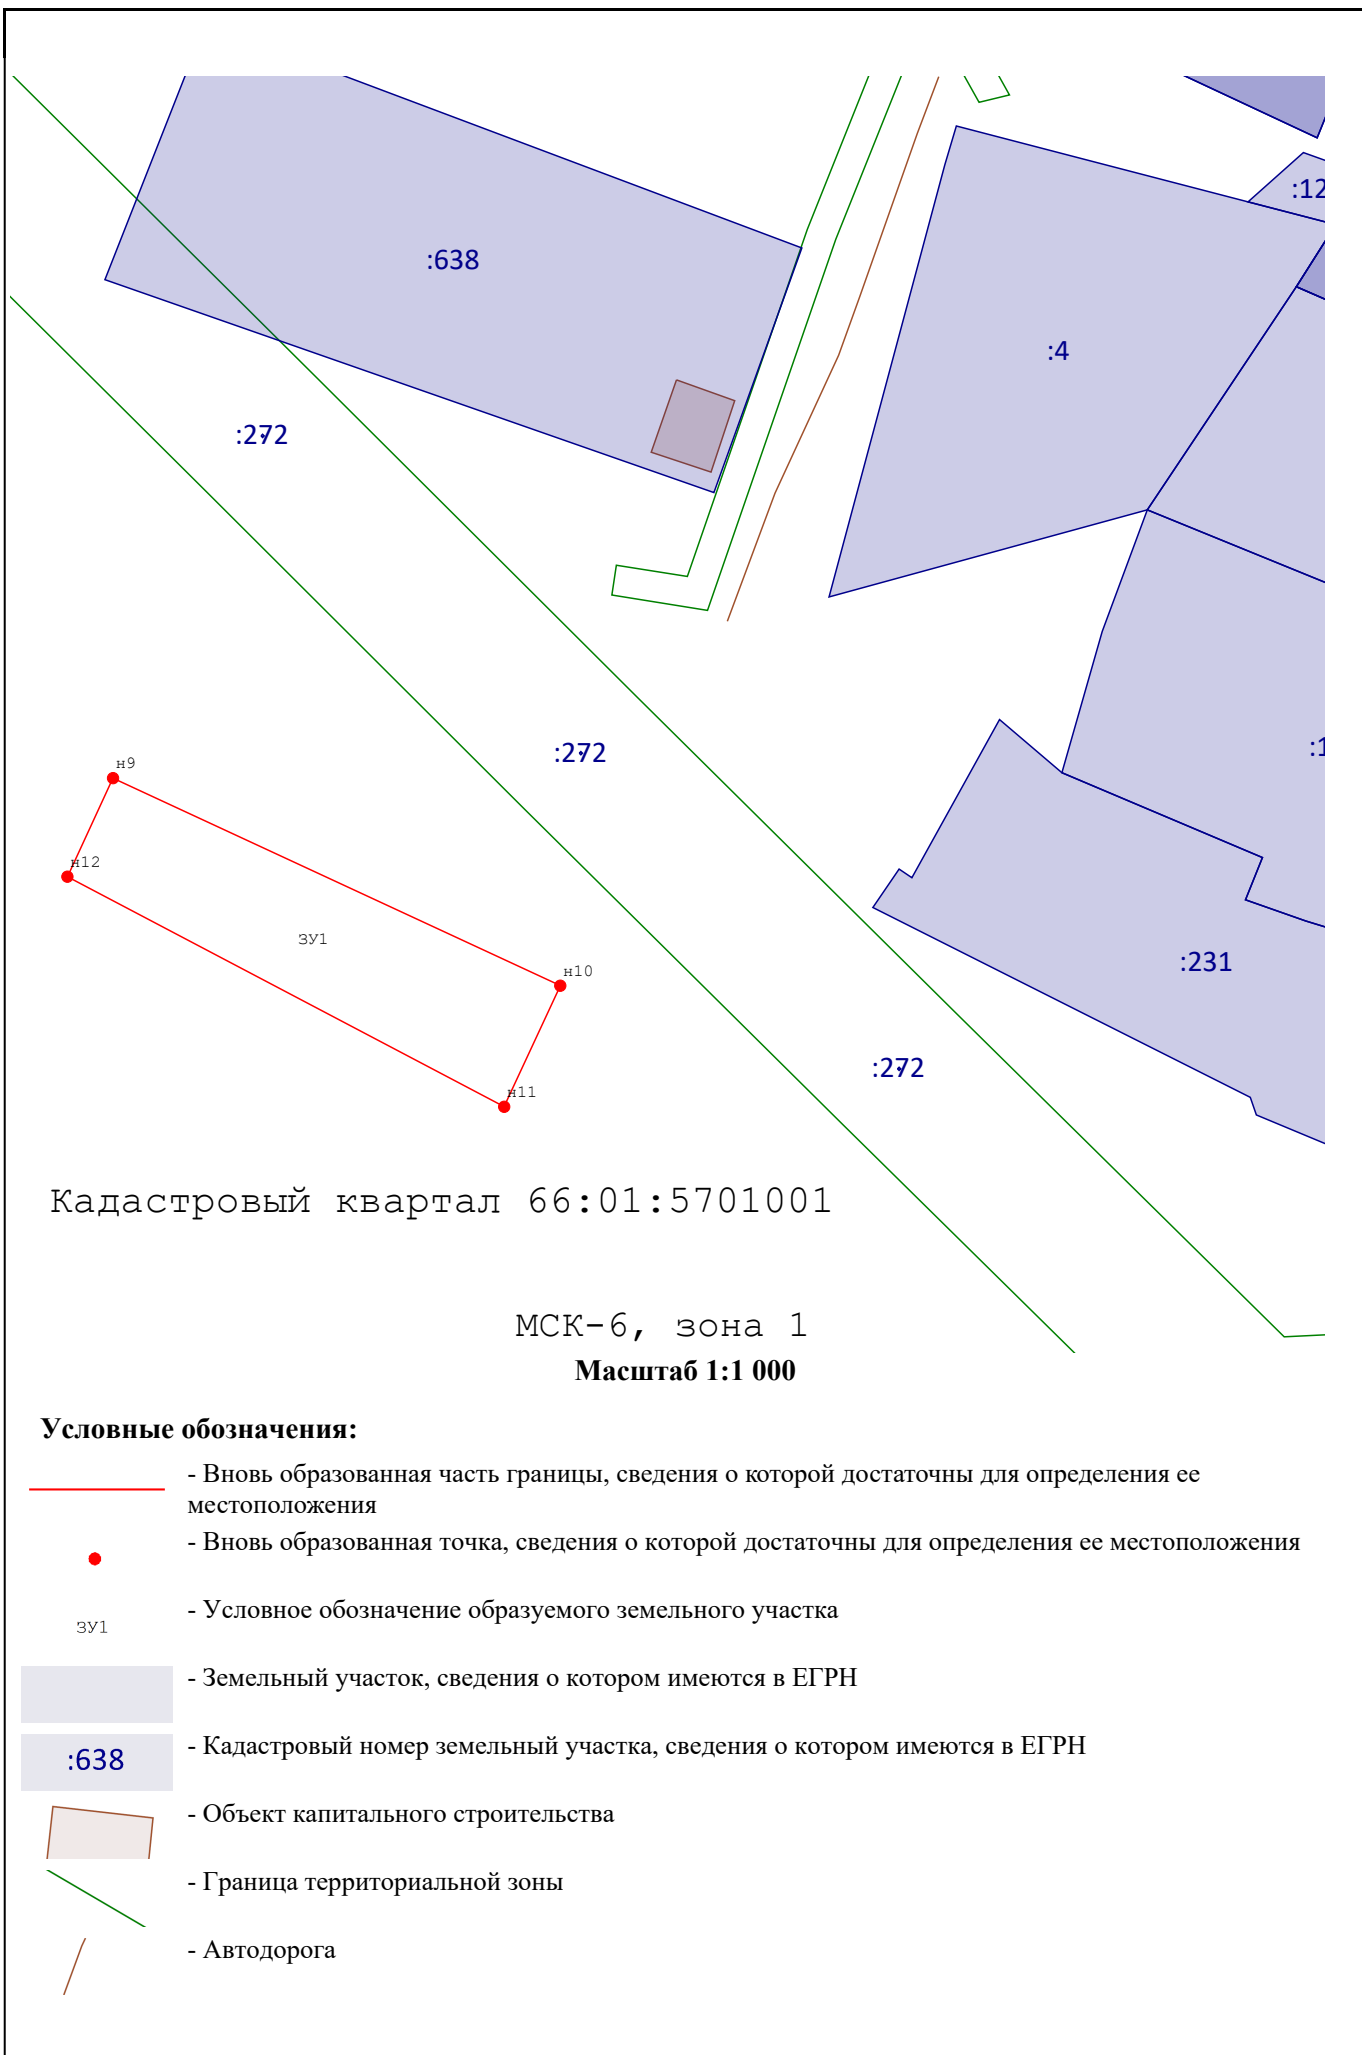 :12
:638
:4
:272
:272
:1
н9
н12
ЗУ1
:231
н10
:272
н11
Кадастровый квартал 66:01:5701001
МСК-6, зона 1
Масштаб 1:1 000
Условные обозначения:
- Вновь образованная часть границы, сведения о которой достаточны для определения ее
местоположения
- Вновь образованная точка, сведения о которой достаточны для определения ее местоположения
ЗУ1
- Условное обозначение образуемого земельного участка
- Земельный участок, сведения о котором имеются в ЕГРН
:638
- Кадастровый номер земельный участка, сведения о котором имеются в ЕГРН
- Объект капитального строительства
- Граница территориальной зоны
- Автодорога